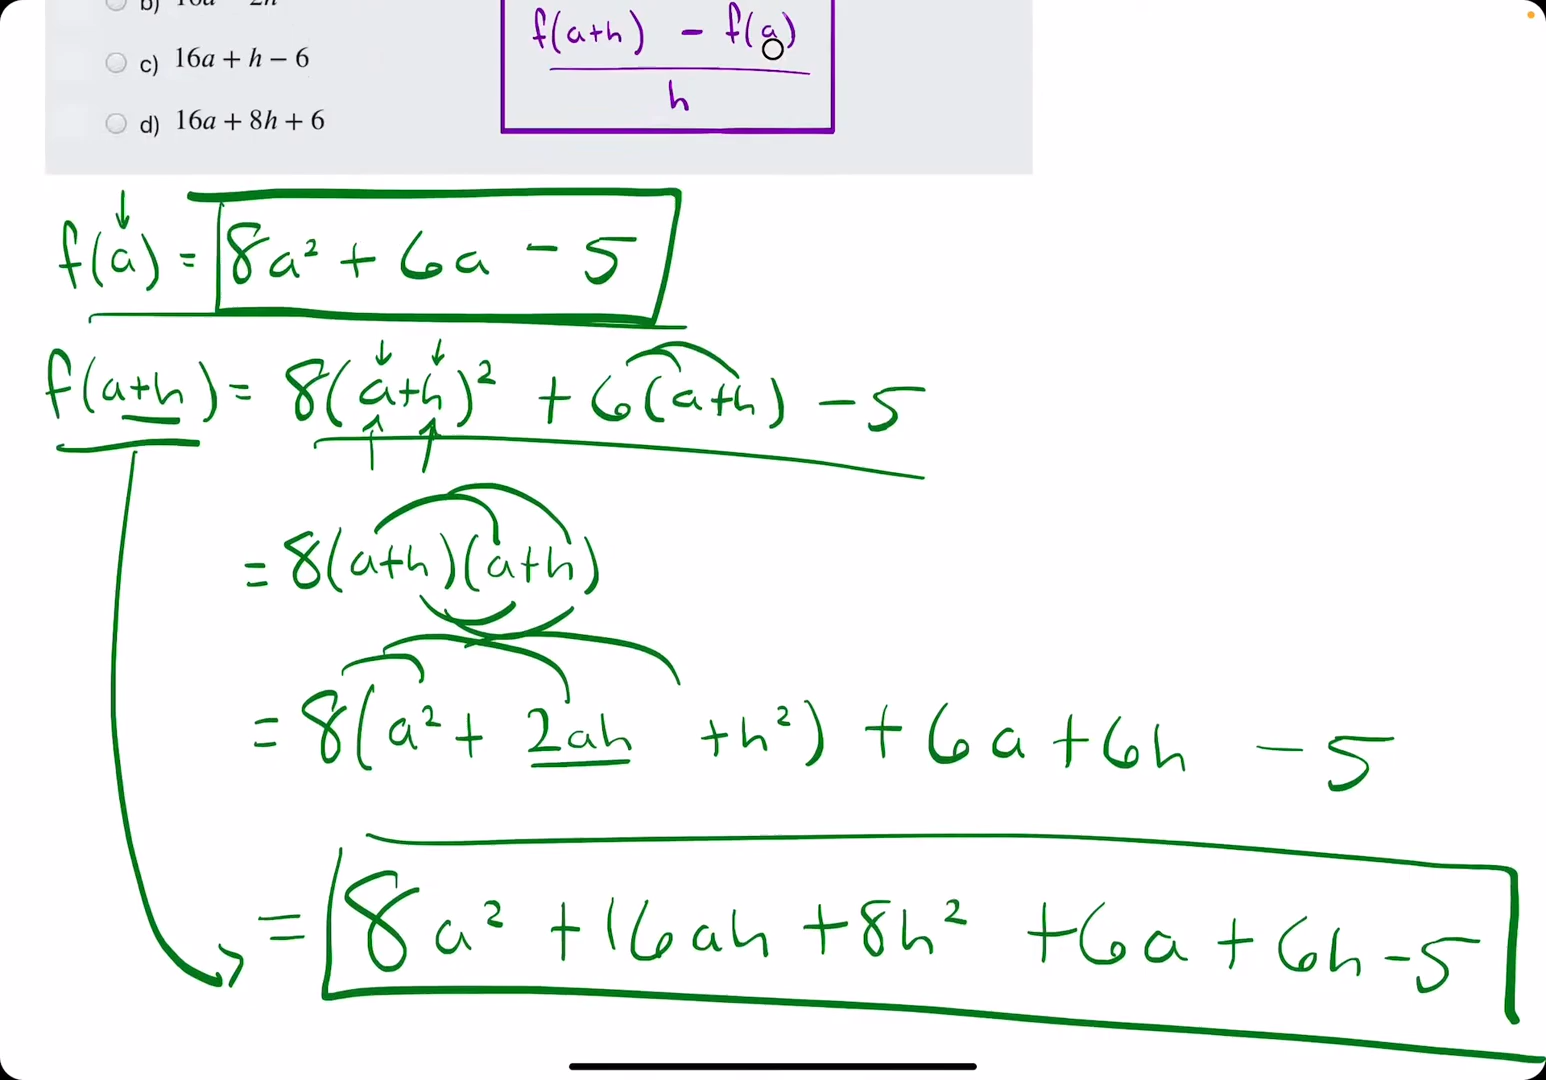 c) 16a + h − 6
d) 16a + 8h + 6
f(a+h) - f(a)
h
f(a) = 8a² + 6a - 5
f(a+h) = 8(a+h)² + 6(a+h) - 5
= 8(a+h)(a+h)
= 8(a² + 2ah + h²) + 6a + 6h - 5
= 8a² + 16ah + 8h² + 6a + 6h - 5